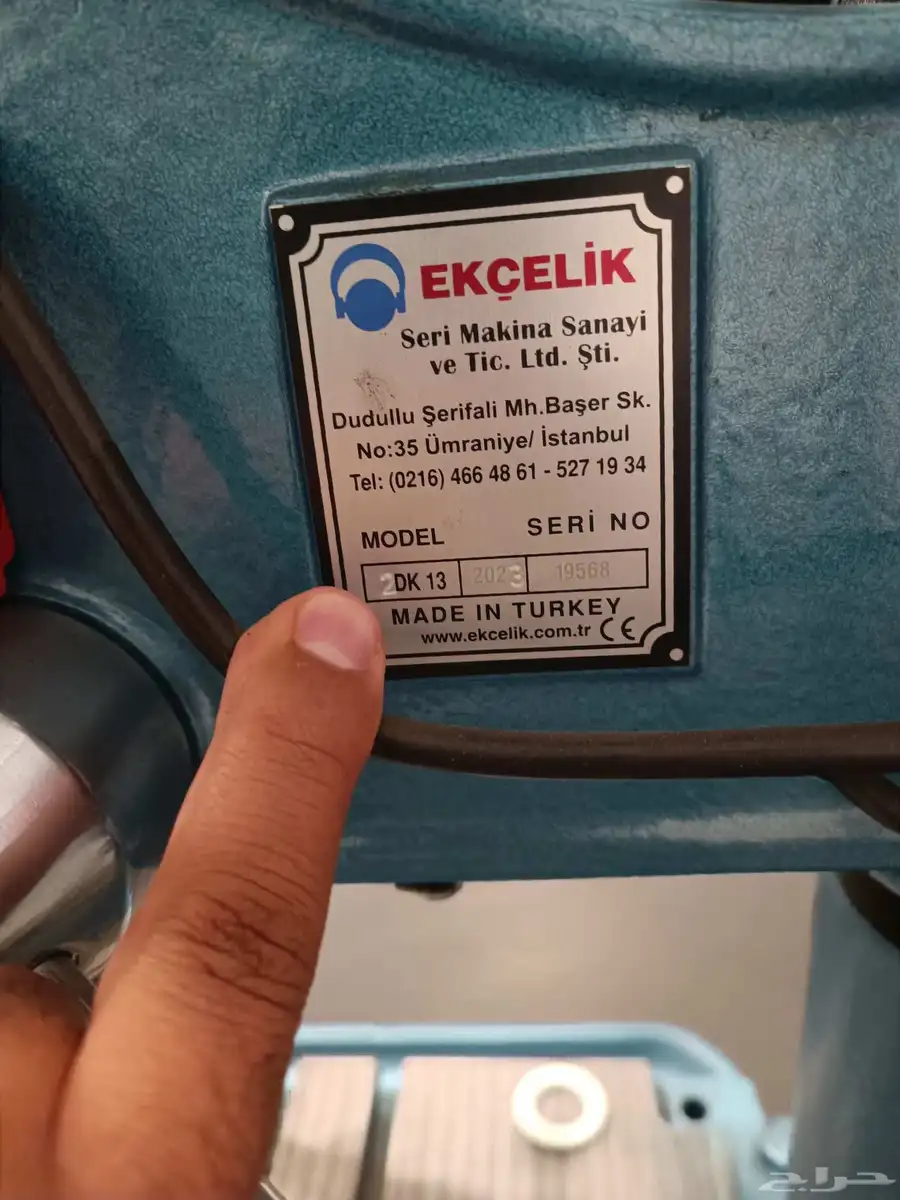 EKÇELİK
Seri Makina Sanayi
ve Tic. Ltd. Şti.
Dudullu Şerifali Mh.Başer Sk.
No:35 Ümraniye/ İstanbul
Tel: (0216) 466 48 61 - 527 19 34
MODEL SERİ NO
2DK 13 2023 19568
MADE IN TURKEY
www.ekcelik.com.tr CE
حراج